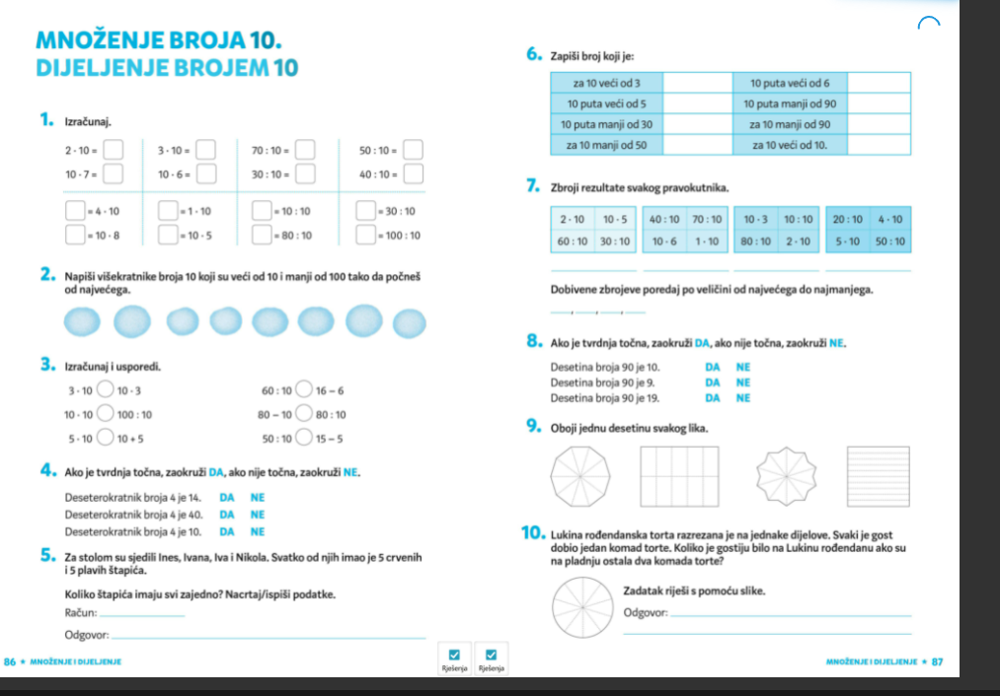 MNOŽENJE BROJA 10.
DIJELJENJE BROJEM 10
1. Izračunaj.
2 · 10 =
3 · 10 =
70 : 10 =
50 : 10 =
10 · 7 =
10 · 6 =
30 : 10 =
40 : 10 =
= 4 · 10
= 1 · 10
= 10 : 10
= 30 : 10
= 10 · 8
= 10 · 5
= 80 : 10
= 100 : 10
2. Napiši višekratnike broja 10 koji su veći od 10 i manji od 100 tako da počneš
od najvećega.
3. Izračunaj i usporedi.
3 · 10 10 · 3
60 : 10 16 – 6
10 · 10 100 : 10
80 – 10 80 : 10
5 · 10 10 + 5
50 : 10 15 – 5
4. Ako je tvrdnja točna, zaokruži DA, ako nije točna, zaokruži NE.
Deseterokratnik broja 4 je 14. DA NE
Deseterokratnik broja 4 je 40. DA NE
Deseterokratnik broja 4 je 10. DA NE
5. Za stolom su sjedili Ines, Ivana, Iva i Nikola. Svatko od njih imao je 5 crvenih
i 5 plavih štapića.
Koliko štapića imaju svi zajedno? Nacrtaj/ispiši podatke.
Račun:
Odgovor:
86 ★ MNOŽENJE I DIJELJENJE
Rješenja
Rješenja
6. Zapiši broj koji je:
za 10 veći od 3
10 puta veći od 6
10 puta veći od 5
10 puta manji od 90
10 puta manji od 30
za 10 manji od 90
za 10 manji od 50
za 10 veći od 10.
7. Zbroji rezultate svakog pravokutnika.
2 · 10 10 · 5 40 : 10 70 : 10 10 · 3 10 : 10 20 : 10 4 · 10
60 : 10 30 : 10 10 · 6 1 · 10 80 : 10 2 · 10 5 · 10 50 : 10
Dobivene zbrojeve poredaj po veličini od najvećega do najmanjega.
, , ,
8. Ako je tvrdnja točna, zaokruži DA, ako nije točna, zaokruži NE.
Desetina broja 90 je 10. DA NE
Desetina broja 90 je 9. DA NE
Desetina broja 90 je 19. DA NE
9. Oboji jednu desetinu svakog lika.
10. Lukina rođendanska torta razrezana je na jednake dijelove. Svaki je gost
dobio jedan komad torte. Koliko je gostiju bilo na Lukinu rođendanu ako su
na pladnju ostala dva komada torte?
Zadatak riješi s pomoću slike.
Odgovor:
MNOŽENJE I DIJELJENJE ★ 87